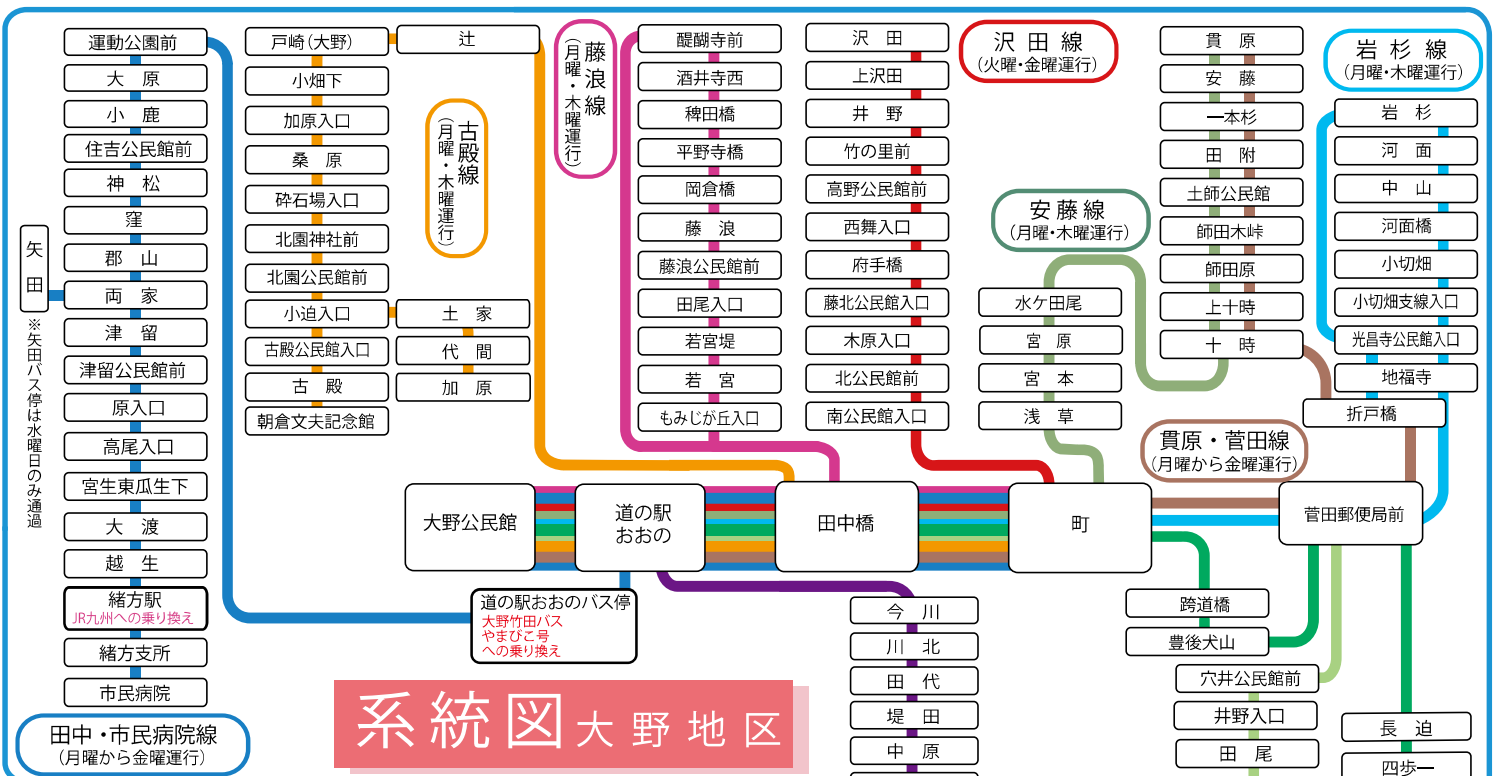 運動公園前
大原
小鹿
住吉公民館前
神松
窪
郡山
両家
津留
津留公民館前
原入口
高尾入口
宮生東瓜生下
大渡
越生
緒方駅
JR九州への乗り換え
緒方支所
市民病院
矢田
※矢田バス停は水曜日のみ通過
田中・市民病院線
(月曜から金曜運行)
戸崎(大野)
辻
小畑下
加原入口
桑原
砕石場入口
北園神社前
北園公民館前
小迫入口
古殿公民館入口
古殿
朝倉文夫記念館
土家
代間
加原
古殿線
(月曜・木曜運行)
藤浪線
(月曜・木曜運行)
醍醐寺前
酒井寺西
稗田橋
平野寺橋
岡倉橋
藤浪
藤浪公民館前
田尾入口
若宮堤
若宮
もみじが丘入口
沢田
上沢田
井野
竹の里前
高野公民館前
西舞入口
府手橋
藤北公民館入口
木原入口
北公民館前
南公民館入口
沢田線
(火曜・金曜運行)
安藤線
(月曜・木曜運行)
水ケ田尾
宮原
宮本
浅草
貫原
安藤
一本杉
田附
土師公民館
師田木峠
師田原
上十時
十時
岩杉線
(月曜・木曜運行)
岩杉
河面
中山
河面橋
小切畑
小切畑支線入口
光昌寺公民館入口
地福寺
折戸橋
貫原・菅田線
(月曜から金曜運行)
大野公民館
道の駅
おおの
田中橋
町
菅田郵便局前
道の駅おおのバス停
大野竹田バス
やまびこ号
への乗り換え
今川
川北
田代
堤田
中原
跨道橋
豊後犬山
穴井公民館前
井野入口
田尾
長迫
四歩一
系統図大野地区